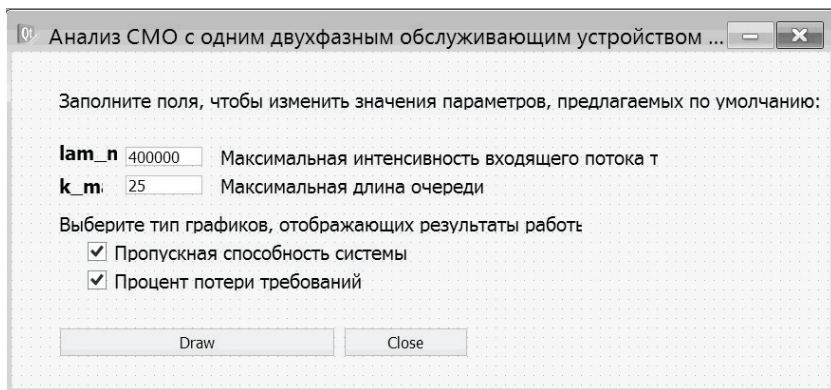 Анализ СМО с одним двухфазным обслуживающим устройством ...
Заполните поля, чтобы изменить значения параметров, предлагаемых по умолчанию:
lam_n 400000 Максимальная интенсивность входящего потока т
k_m 25 Максимальная длина очереди
Выберите тип графиков, отображающих результаты работы
Пропускная способность системы
Процент потери требований
Draw Close